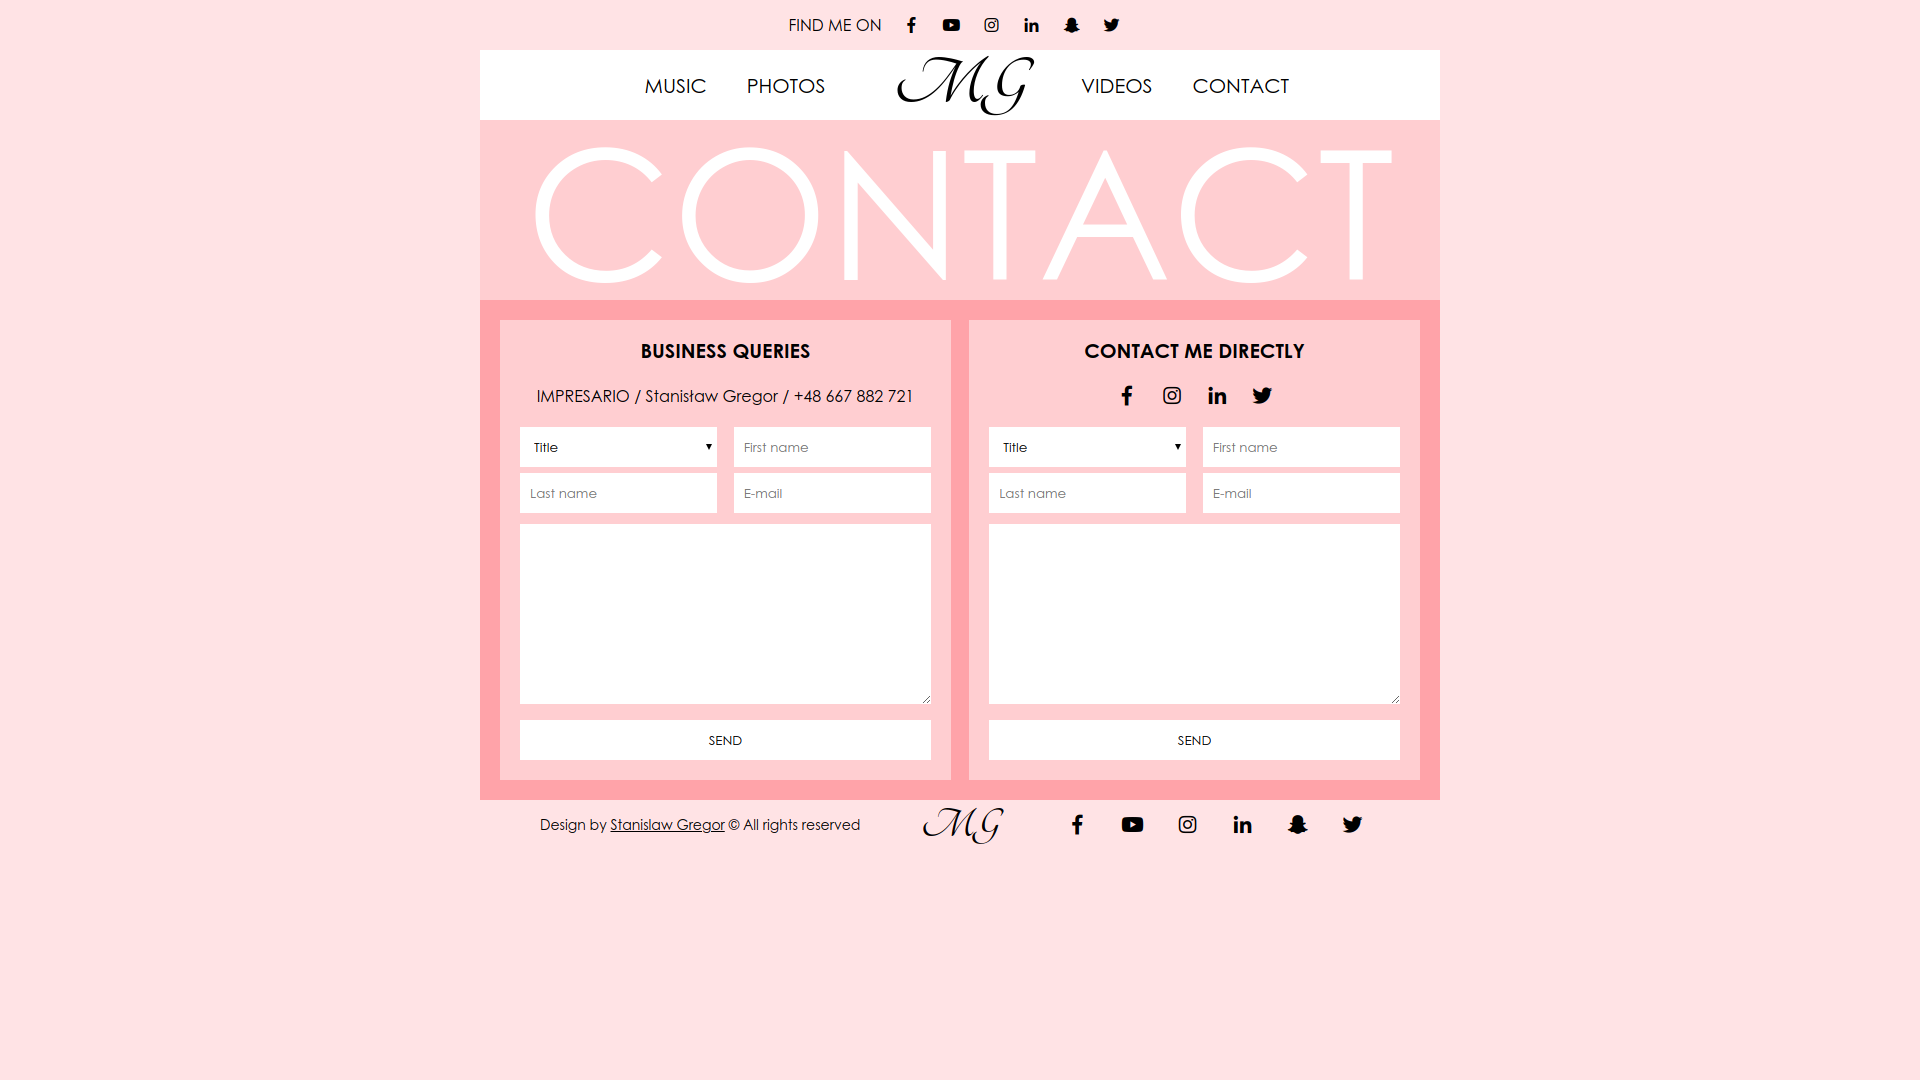 FIND ME ON
MUSIC PHOTOS MG VIDEOS CONTACT
CONTACT
BUSINESS QUERIES
IMPRESARIO / Stanisław Gregor / +48 667 882 721
Title First name
Last name E-mail
SEND
CONTACT ME DIRECTLY
Title First name
Last name E-mail
SEND
Design by Stanislaw Gregor © All rights reserved MG